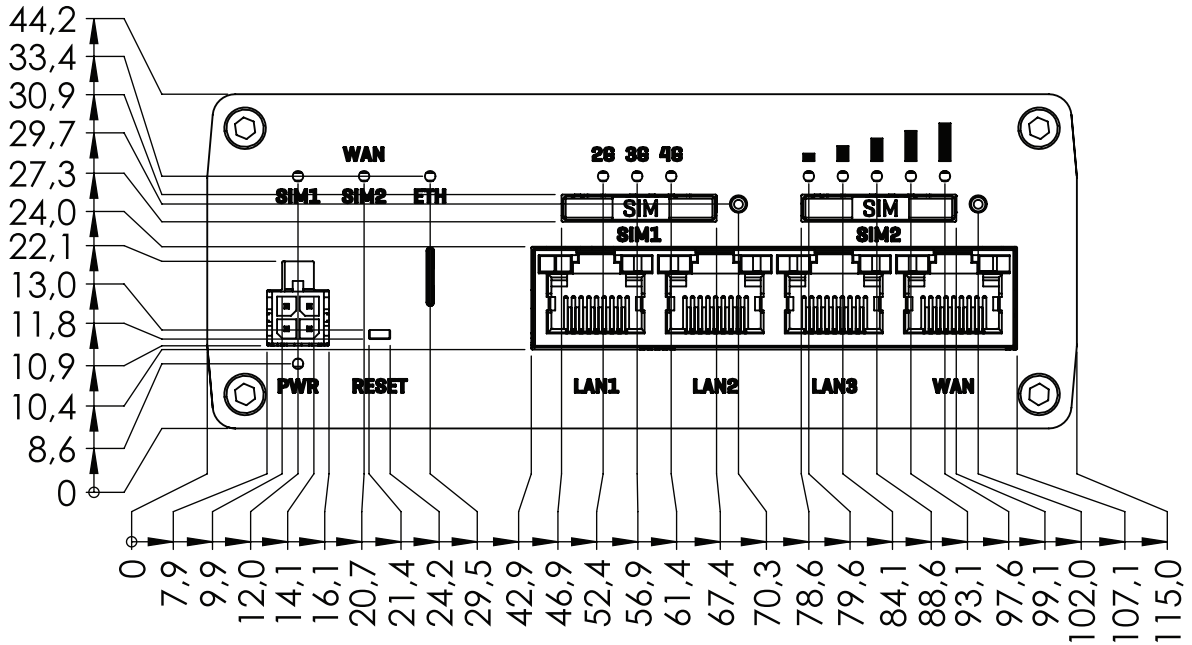 44,2
33,4
30,9
29,7
27,3
24,0
22,1
13,0
11,8
10,9
10,4
8,6
0
WAN
2G 3G 4G
SIM1 SIM2 ETH
SIM SIM
SIM1 SIM2
PWR RESET LAN1 LAN2 LAN3 WAN
0 7,9 9,9 12,0 14,1 16,1 20,7 21,4 24,2 29,5 42,9 46,9 52,4 56,9 61,4 67,4 70,3 78,6 79,6 84,1 88,6 93,1 97,6 99,1 102,0 107,1 115,0